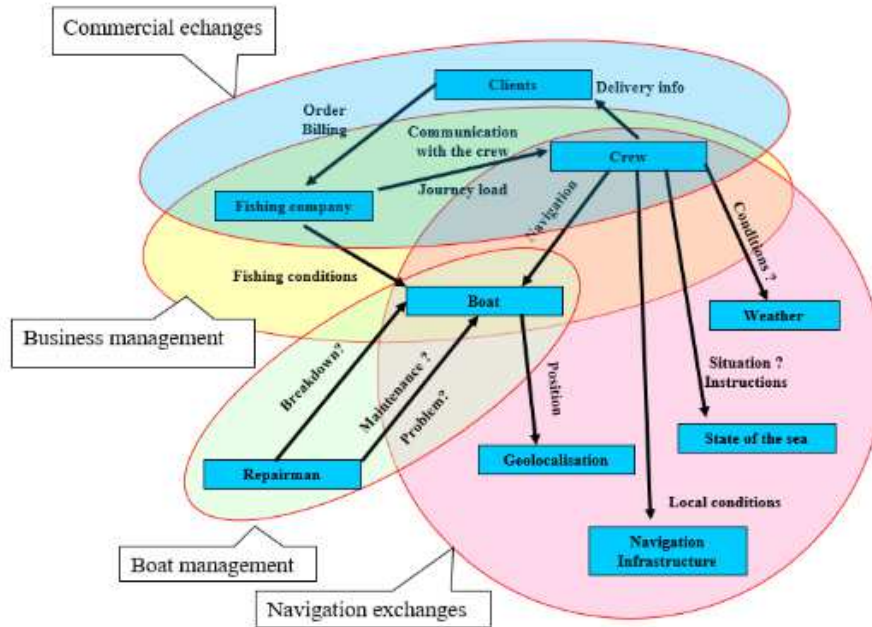 Commercial echanges
Clients
Delivery info
Order
Billing
Communication
with the crew
Crew
Journey load
Fishing company
Navigation
Conditions ?
Fishing conditions
Boat
Weather
Business management
Breakdown?
Maintenance ?
Problem?
Position
Situation ?
Instructions
State of the sea
Repairman
Geolocalisation
Local conditions
Navigation
Infrastructure
Boat management
Navigation exchanges